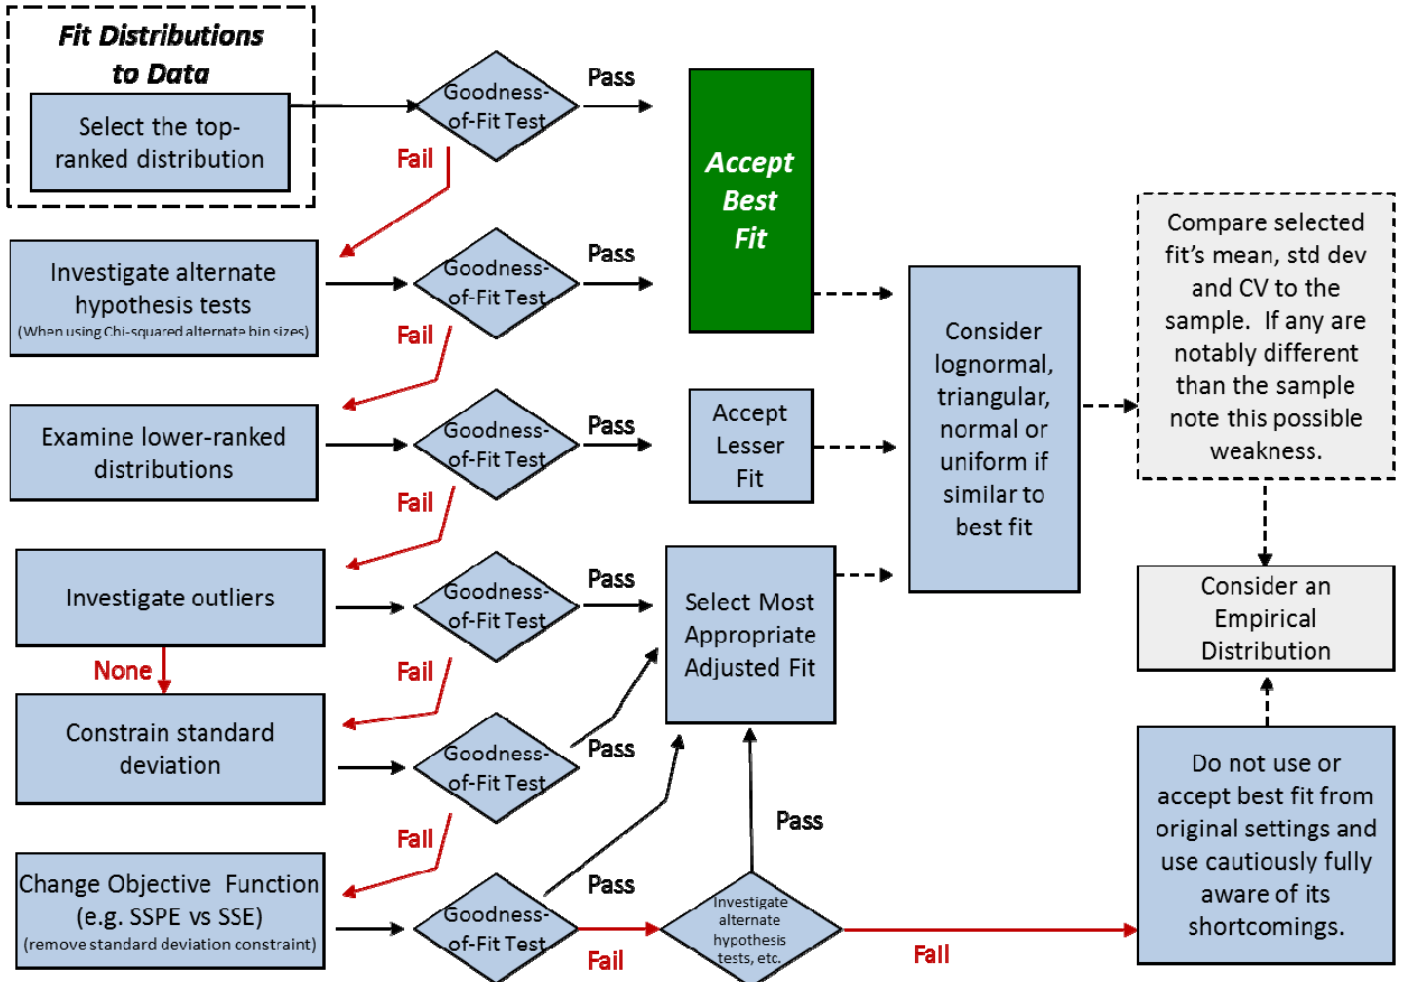 Fit Distributions
to Data
Select the top-
ranked distribution
Goodness-
of-Fit Test
Pass
Fail
Accept
Best
Fit
Investigate alternate
hypothesis tests
(When using Chi-squared alternate bin sizes)
Goodness-
of-Fit Test
Pass
Fail
Examine lower-ranked
distributions
Goodness-
of-Fit Test
Pass
Fail
Accept
Lesser
Fit
Investigate outliers
None
Goodness-
of-Fit Test
Pass
Fail
Select Most
Appropriate
Adjusted Fit
Constrain standard
deviation
Goodness-
of-Fit Test
Pass
Fail
Change Objective Function
(e.g. SSPE vs SSE)
(remove standard deviation constraint)
Goodness-
of-Fit Test
Pass
Fail
Investigate
alternate
hypothesis
tests, etc.
Pass
Fail
Consider
lognormal,
triangular,
normal or
uniform if
similar to
best fit
Compare selected
fit's mean, std dev
and CV to the
sample. If any are
notably different
than the sample
note this possible
weakness.
Consider an
Empirical
Distribution
Do not use or
accept best fit from
original settings and
use cautiously fully
aware of its
shortcomings.